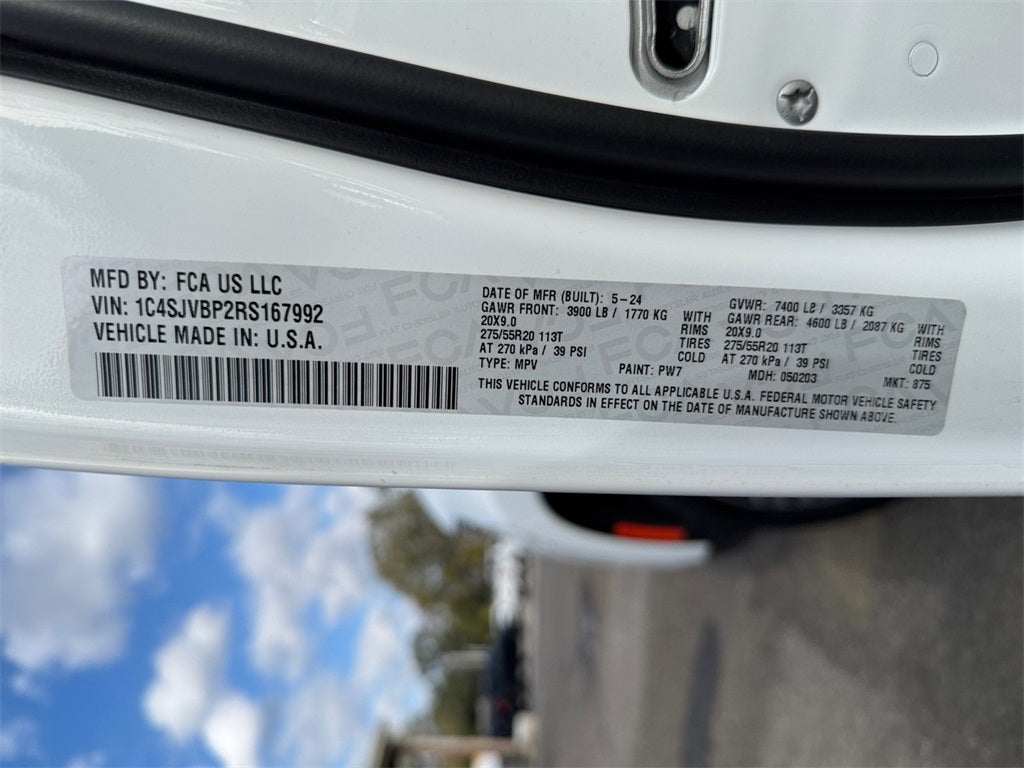 MFD BY: FCA US LLC
VIN: 1C4SJVBP2RS167992
VEHICLE MADE IN: U.S.A.
DATE OF MFR (BUILT): 5-24 GVWR: 7400 LB / 3357 KG
GAWR FRONT: 3900 LB / 1770 KG WITH GAWR REAR: 4600 LB / 2087 KG WITH
20X9.0 RIMS 20X9.0 RIMS
275/55R20 113T TIRES 275/55R20 113T TIRES
AT 270 kPa / 39 PSI COLD AT 270 kPa / 39 PSI COLD
TYPE: MPV PAINT: PW7 MDH: 050203 MKT: 875
THIS VEHICLE CONFORMS TO ALL APPLICABLE U.S.A. FEDERAL MOTOR VEHICLE SAFETY
STANDARDS IN EFFECT ON THE DATE OF MANUFACTURE SHOWN ABOVE.